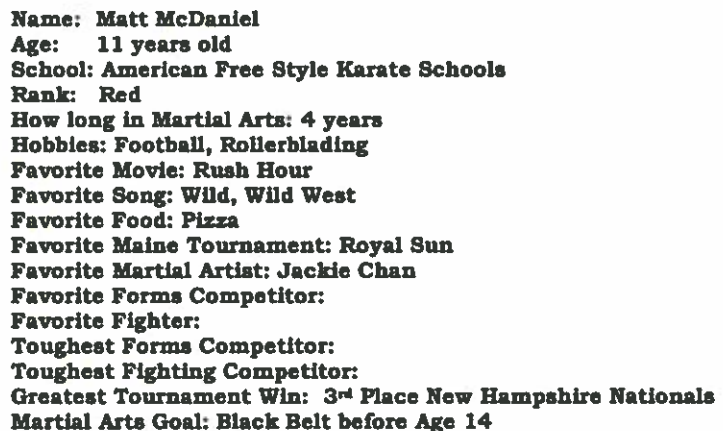 Name: Matt McDaniel
Age: 11 years old
School: American Free Style Karate Schools
Rank: Red
How long in Martial Arts: 4 years
Hobbies: Football, Rollerblading
Favorite Movie: Rush Hour
Favorite Song: Wild, Wild West
Favorite Food: Pizza
Favorite Maine Tournament: Royal Sun
Favorite Martial Artist: Jackie Chan
Favorite Forms Competitor:
Favorite Fighter:
Toughest Forms Competitor:
Toughest Fighting Competitor:
Greatest Tournament Win: 3rd Place New Hampshire Nationals
Martial Arts Goal: Black Belt before Age 14